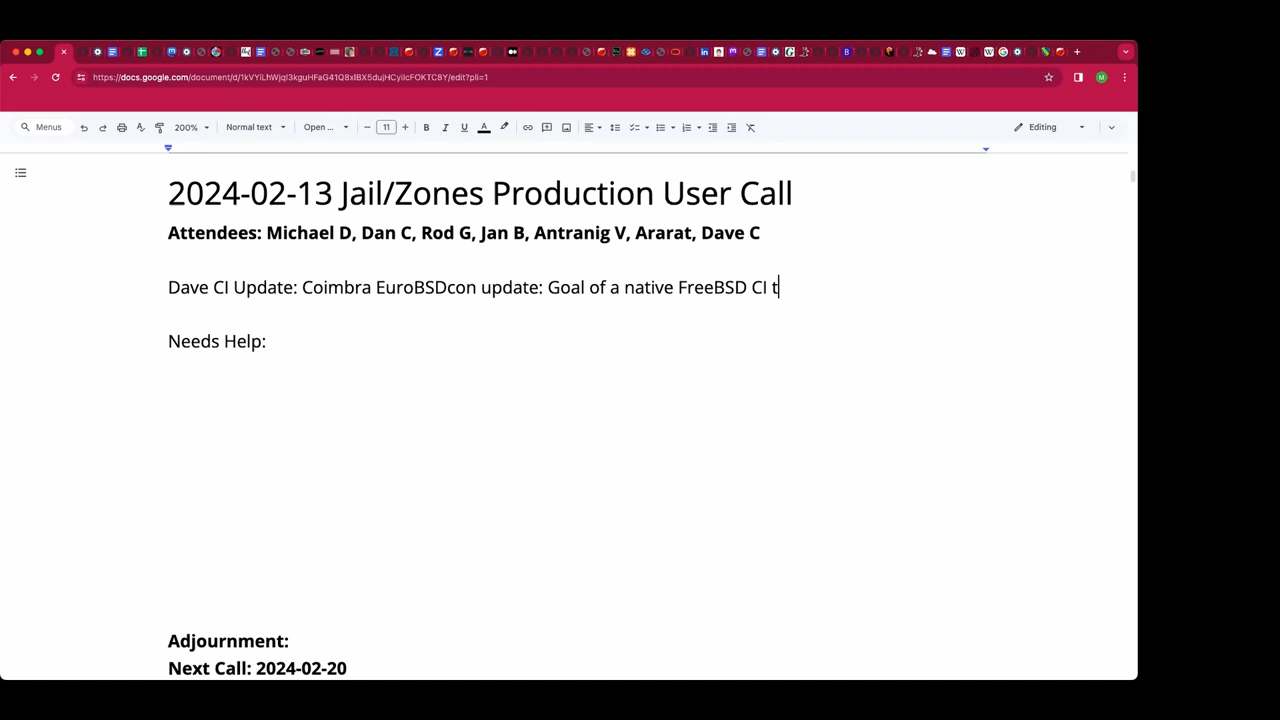 https://docs.google.com/document/d/1kVYiLhWjqI3kguHFaG41Q8xIBX5dujHCyiIcFOKTC8Y/edit?pli=1
M
Menus
200%
Normal text
Open ...
11
B
I
U
A
Editing
2024-02-13 Jail/Zones Production User Call
Attendees: Michael D, Dan C, Rod G, Jan B, Antranig V, Ararat, Dave C
Dave CI Update: Coimbra EuroBSDcon update: Goal of a native FreeBSD CI t
Needs Help:
Adjournment:
Next Call: 2024-02-20